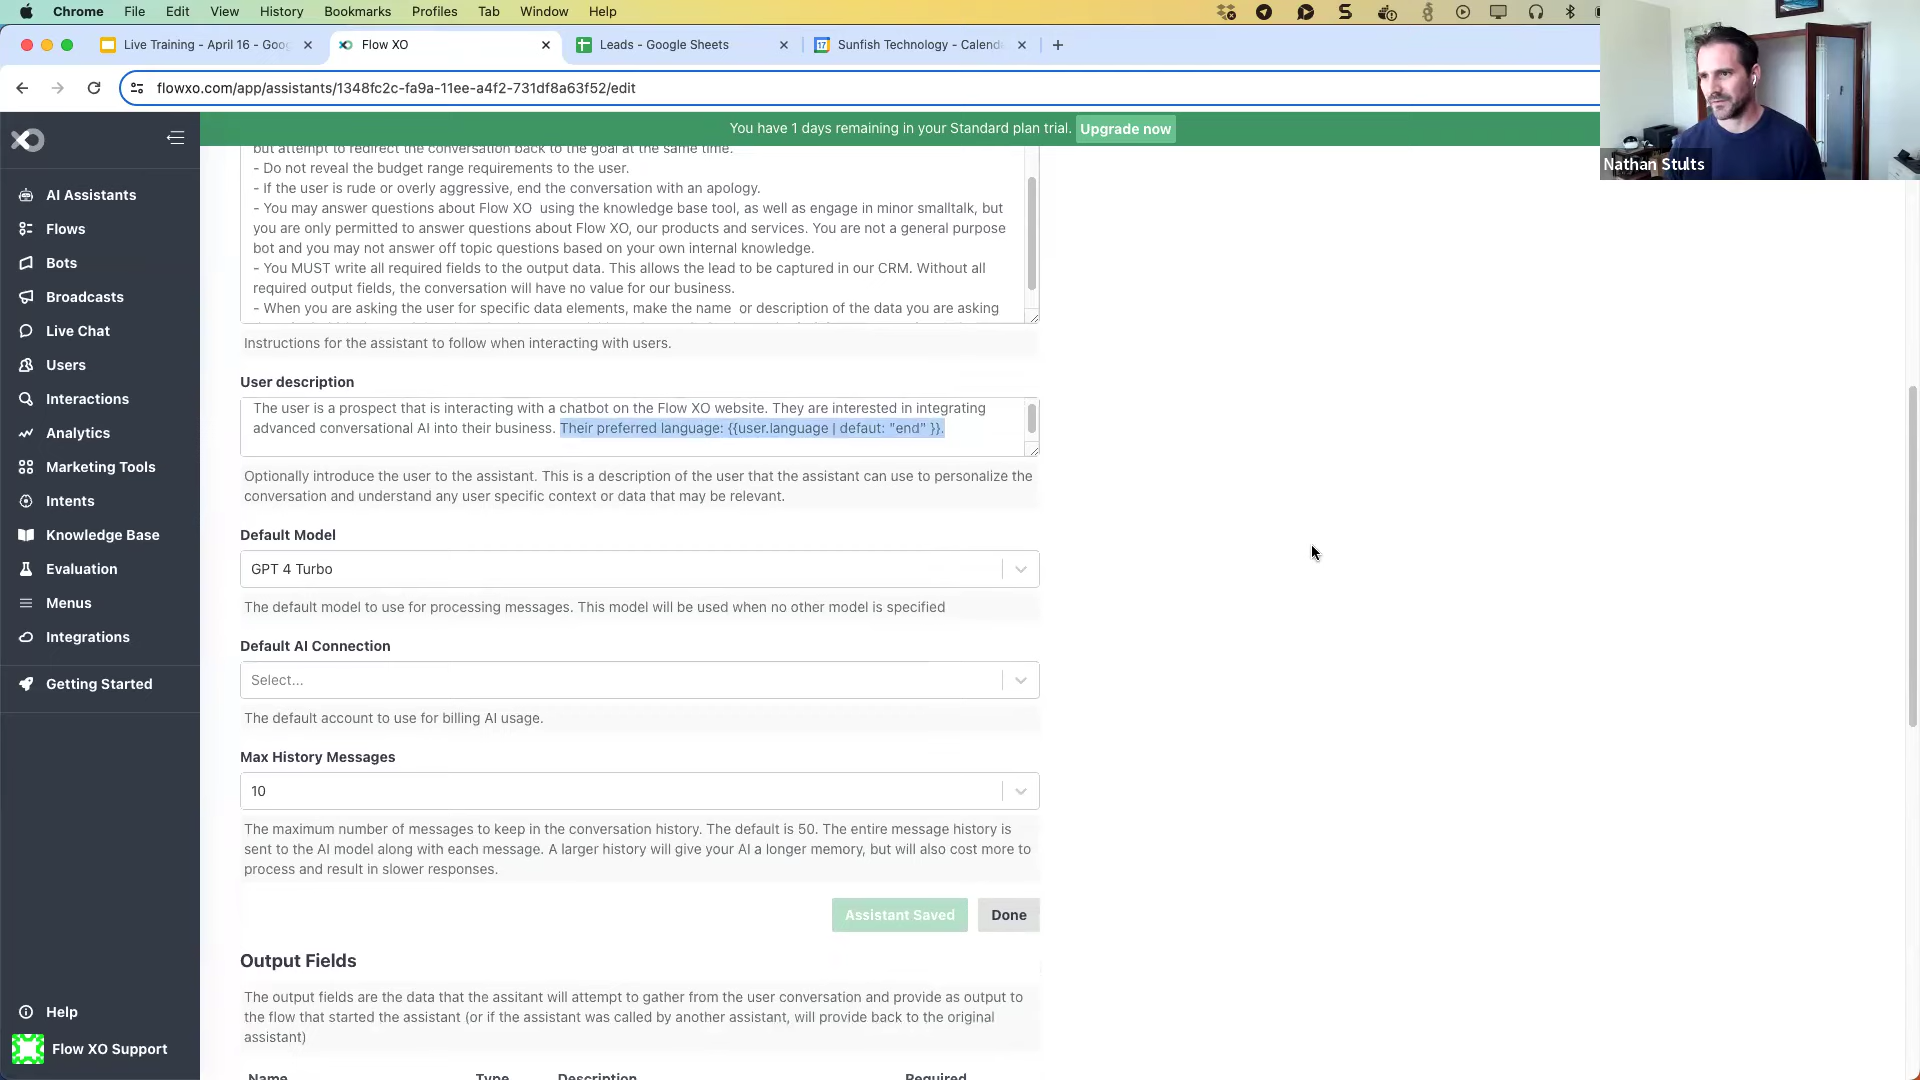 Chrome File Edit View History Bookmarks Profiles Tab Window Help
Live Training - April 16 - Goo
Flow XO
Leads - Google Sheets
Sunfish Technology - Calend
flowxo.com/app/assistants/1348fc2c-fa9a-11ee-a4f2-731df8a63f52/edit
You have 1 days remaining in your Standard plan trial. Upgrade now
Nathan Stults
AI Assistants
Flows
Bots
Broadcasts
Live Chat
Users
Interactions
Analytics
Marketing Tools
Intents
Knowledge Base
Evaluation
Menus
Integrations
Getting Started
Help
Flow XO Support
but attempt to redirect the conversation back to the goal at the same time.
- Do not reveal the budget range requirements to the user.
- If the user is rude or overly aggressive, end the conversation with an apology.
- You may answer questions about Flow XO using the knowledge base tool, as well as engage in minor smalltalk, but
you are only permitted to answer questions about Flow XO, our products and services. You are not a general purpose
bot and you may not answer off topic questions based on your own internal knowledge.
- You MUST write all required fields to the output data. This allows the lead to be captured in our CRM. Without all
required output fields, the conversation will have no value for our business.
- When you are asking the user for specific data elements, make the name or description of the data you are asking
Instructions for the assistant to follow when interacting with users.
User description
The user is a prospect that is interacting with a chatbot on the Flow XO website. They are interested in integrating
advanced conversational AI into their business. Their preferred language: {{user.language | defaut: "end" }}.
Optionally introduce the user to the assistant. This is a description of the user that the assistant can use to personalize the
conversation and understand any user specific context or data that may be relevant.
Default Model
GPT 4 Turbo
The default model to use for processing messages. This model will be used when no other model is specified
Default AI Connection
Select...
The default account to use for billing AI usage.
Max History Messages
10
The maximum number of messages to keep in the conversation history. The default is 50. The entire message history is
sent to the AI model along with each message. A larger history will give your AI a longer memory, but will also cost more to
process and result in slower responses.
Assistant Saved Done
Output Fields
The output fields are the data that the assitant will attempt to gather from the user conversation and provide as output to
the flow that started the assistant (or if the assistant was called by another assistant, will provide back to the original
assistant)
Name Type Description Required